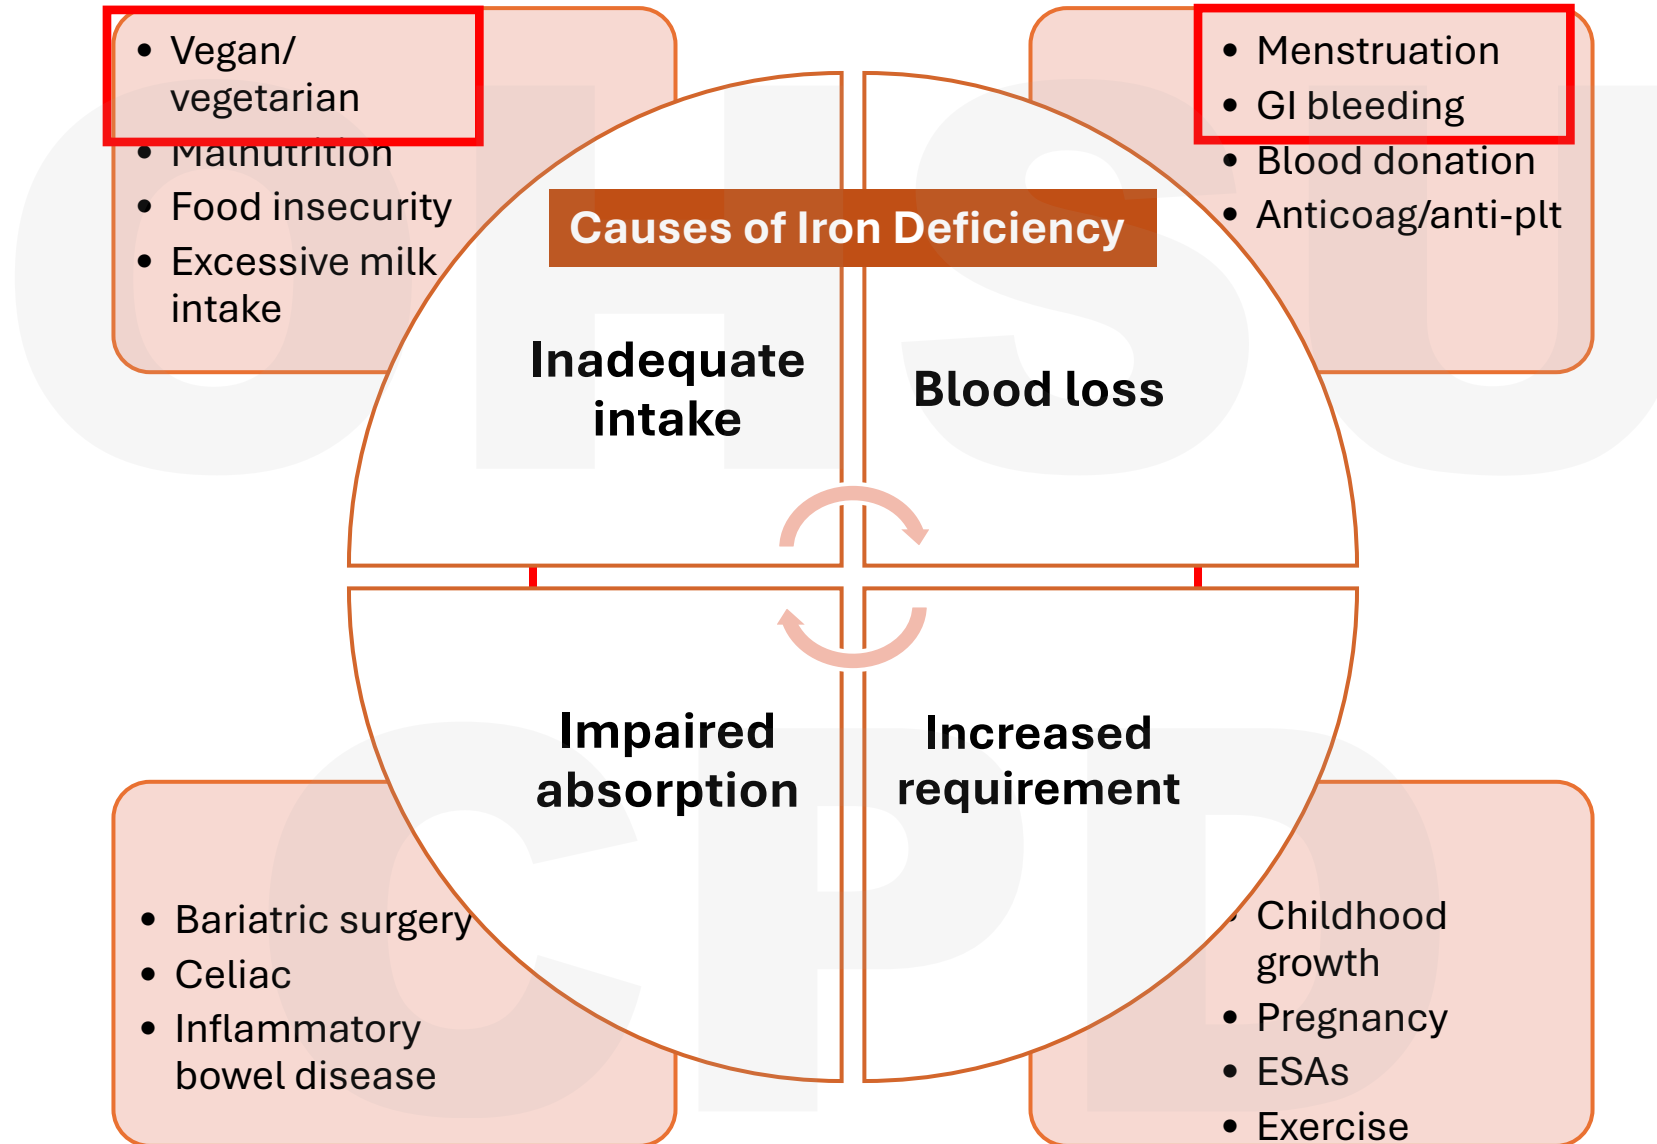 • Vegan/
vegetarian
• Malnutrition
• Food insecurity
• Excessive milk
intake
• Menstruation
• GI bleeding
• Blood donation
• Anticoag/anti-plt
Causes of Iron Deficiency
Inadequate
intake
Blood loss
Impaired
absorption
Increased
requirement
• Bariatric surgery
• Celiac
• Inflammatory
bowel disease
• Childhood
growth
• Pregnancy
• ESAs
• Exercise
OHSU
CPD